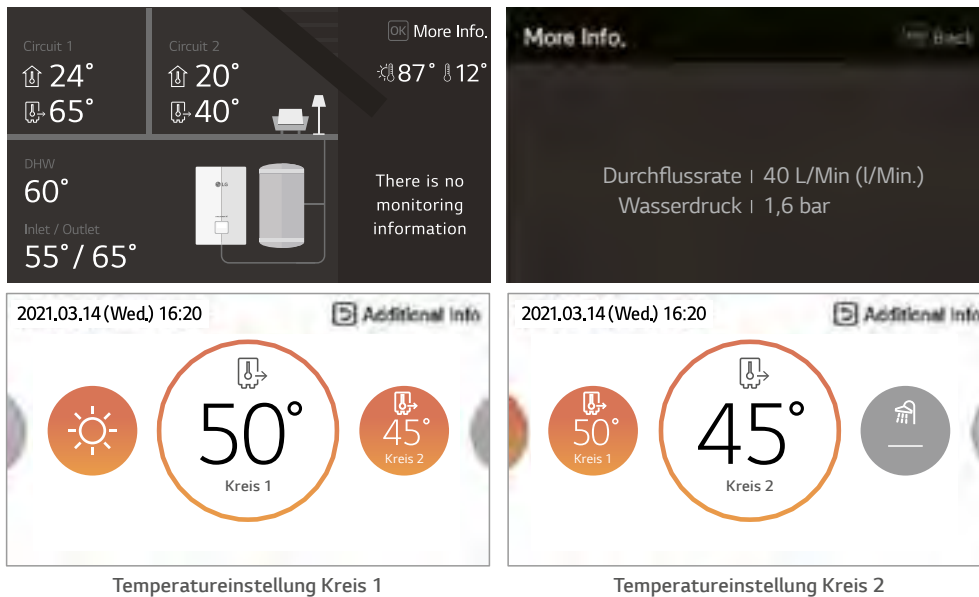 Circuit 1
24°
65°
Circuit 2
20°
40°
OK More Info.
87° 12°
DHW
60°
Inlet / Outlet
55°/ 65°
LG
There is no
monitoring
information
More Info.
Back
Durchflussrate | 40 L/Min (l/Min.)
Wasserdruck | 1,6 bar
2021.03.14 (Wed.) 16:20
Additional Info
50°
Kreis 1
45°
Kreis 2
Temperatureinstellung Kreis 1
2021.03.14 (Wed.) 16:20
Additional Info
50°
Kreis 1
45°
Kreis 2
Temperatureinstellung Kreis 2